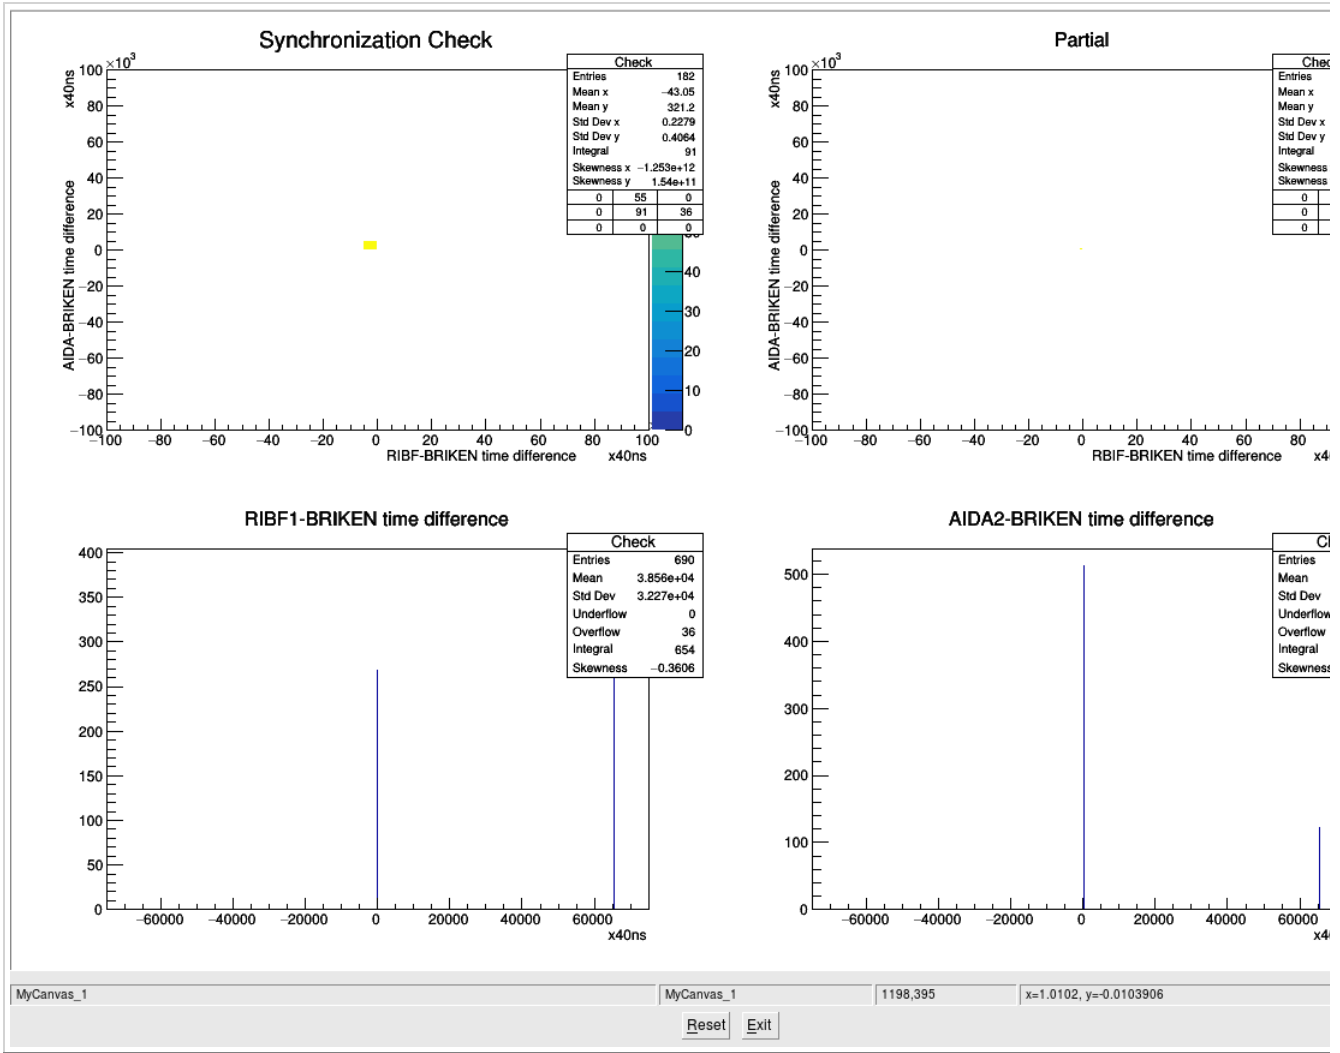 Synchronization Check
Partial
×10³
x40ns
AIDA-BRIKEN time difference
100
80
60
40
20
0
−20
−40
−60
−80
−100
−100 −80 −60 −40 −20 0 20 40 60 80 100
RIBF-BRIKEN time difference x40ns
Check
Entries 182
Mean x −43.05
Mean y 321.2
Std Dev x 0.2279
Std Dev y 0.4064
Integral 91
Skewness x −1.253e+12
Skewness y 1.54e+11
0 55 0
0 91 36
0 0 0
40
30
20
10
0
×10³
x40ns
AIDA-BRIKEN time difference
100
80
60
40
20
0
−20
−40
−60
−80
−100
−100 −80 −60 −40 −20 0 20 40 60 80
RBIF-BRIKEN time difference x4
Chec
Entries
Mean x
Mean y
Std Dev x
Std Dev y
Integral
Skewness
Skewness
0
0
0
RIBF1-BRIKEN time difference
400
350
300
250
200
150
100
50
0
−60000 −40000 −20000 0 20000 40000 60000
x40ns
Check
Entries 690
Mean 3.856e+04
Std Dev 3.227e+04
Underflow 0
Overflow 36
Integral 654
Skewness −0.3606
AIDA2-BRIKEN time difference
500
400
300
200
100
0
−60000 −40000 −20000 0 20000 40000 60000
x4
Ch
Entries
Mean
Std Dev
Underflow
Overflow
Integral
Skewness
MyCanvas_1 MyCanvas_1 1198,395 x=1.0102, y=-0.0103906
Reset Exit